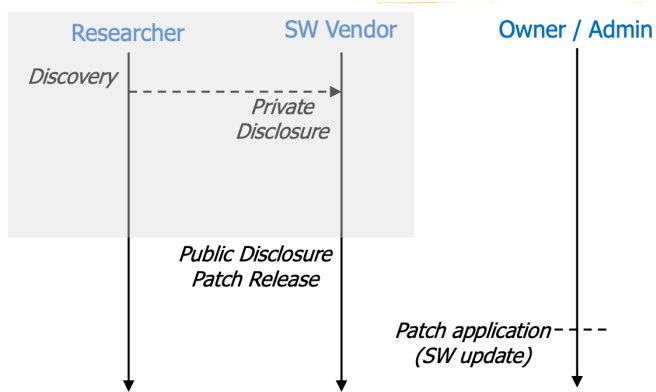 Researcher
SW Vendor
Owner / Admin
Discovery
Private
Disclosure
Public Disclosure
Patch Release
Patch application
(SW update)